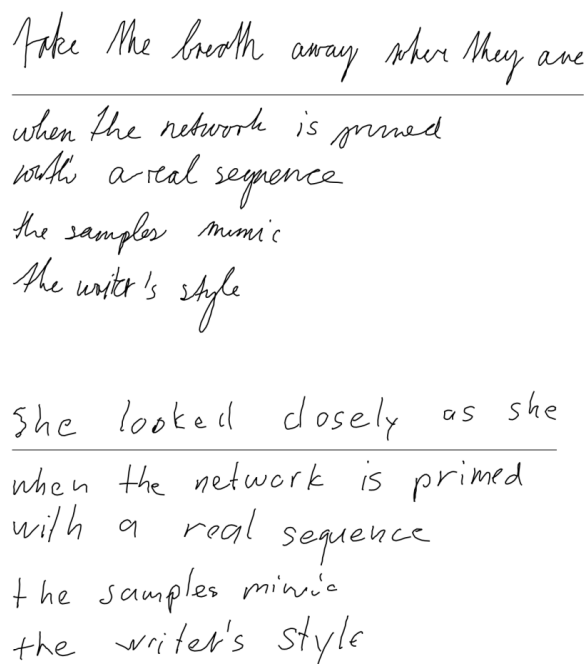 take the breath away when they are
when the network is primed
with a real sequence
the samples mimic
the writer's style
She looked closely as she
when the network is primed
with a real sequence
the samples mimic
the writer's style